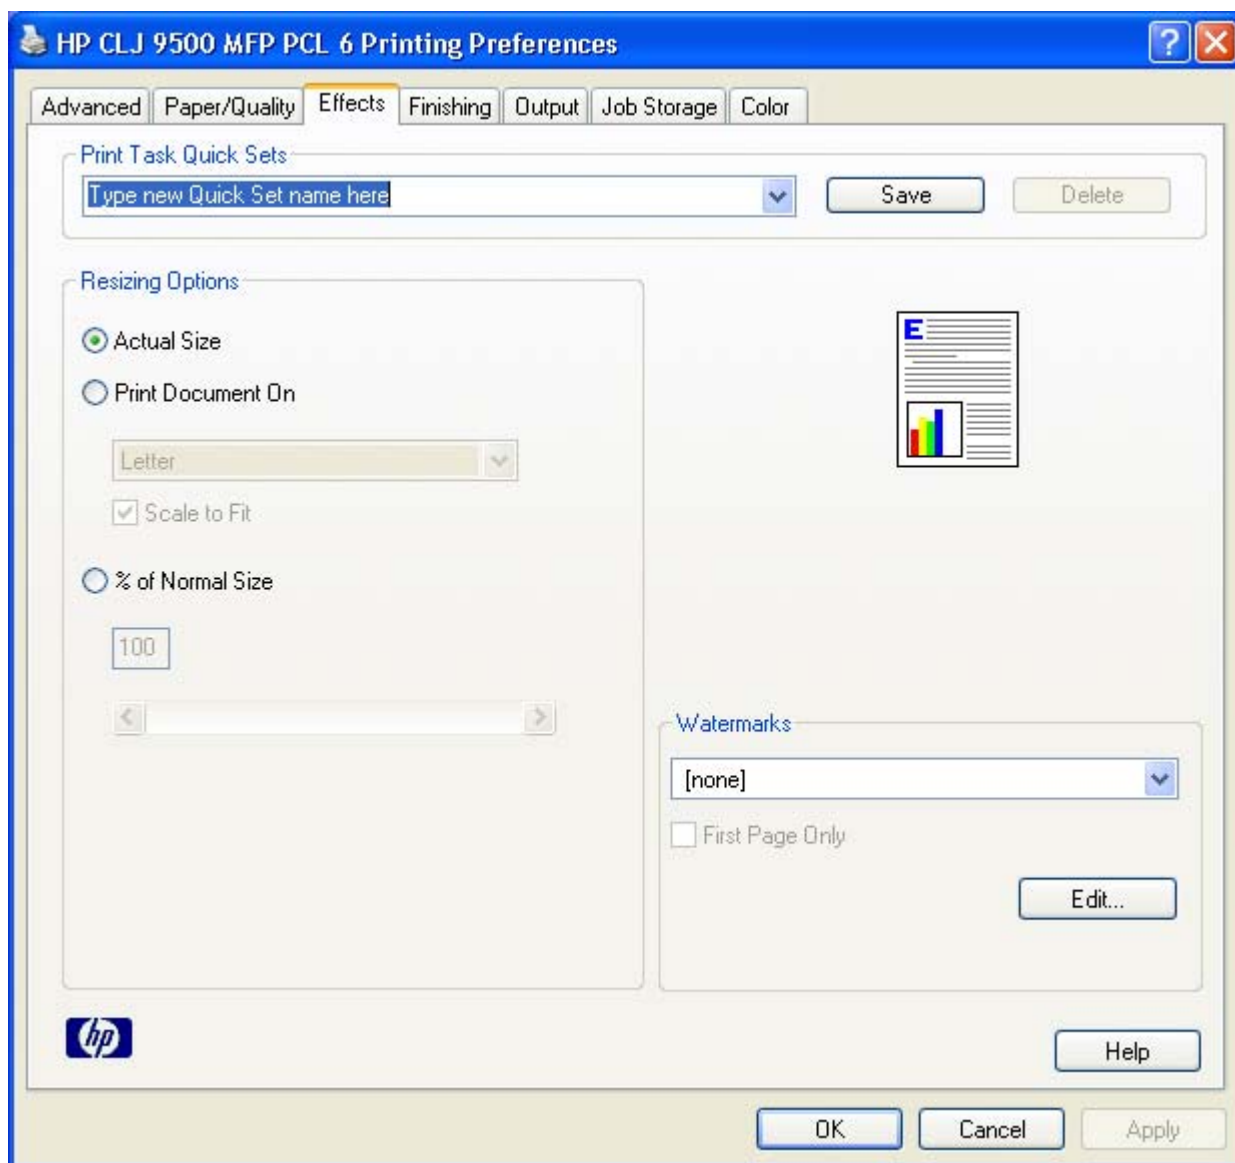 HP CLJ 9500 MFP PCL 6 Printing Preferences
Advanced Paper/Quality Effects Finishing Output Job Storage Color
Print Task Quick Sets
Type new Quick Set name here Save Delete
Resizing Options
Actual Size
E
Print Document On
Letter
Scale to Fit
% of Normal Size
100
Watermarks
[none]
First Page Only
Edit...
hp
Help
OK Cancel Apply